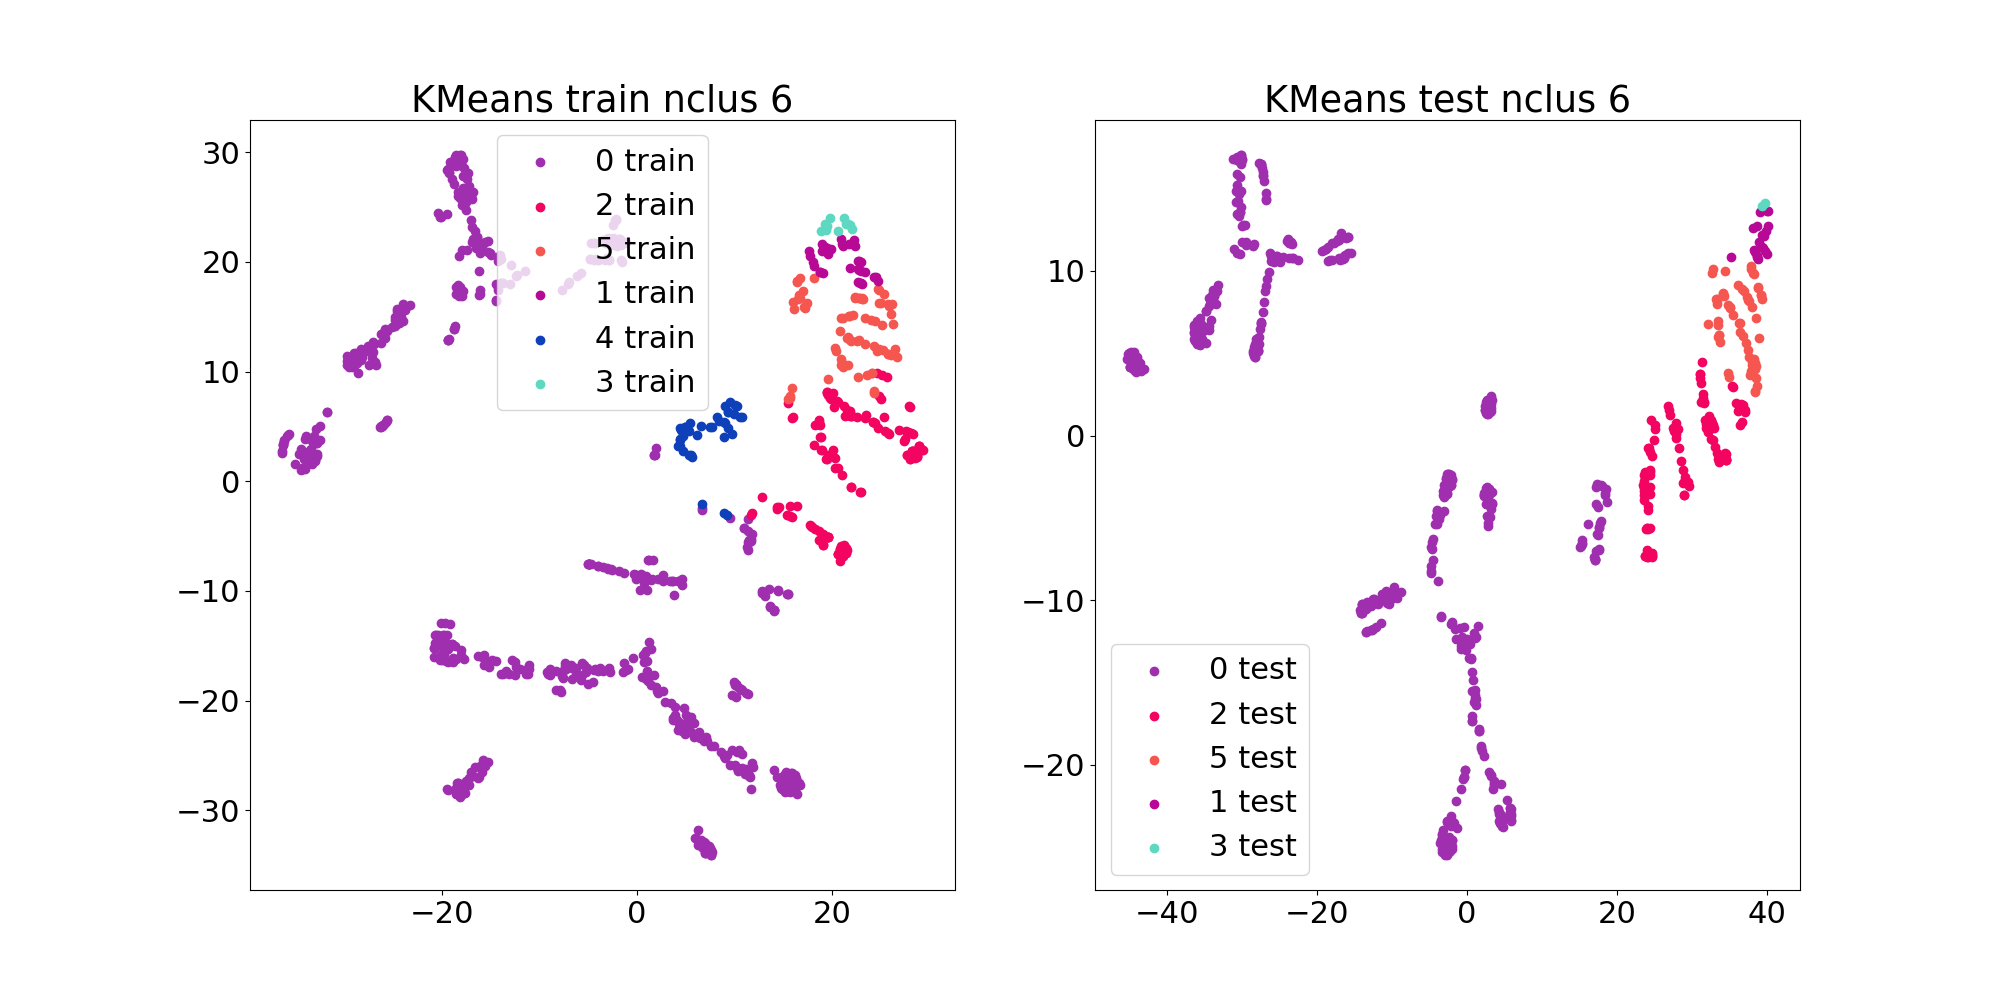 KMeans train nclus 6
30
20
10
0
−10
−20
−30
−20
0
20
0 train
2 train
5 train
1 train
4 train
3 train
KMeans test nclus 6
10
0
−10
−20
−40
−20
0
20
40
0 test
2 test
5 test
1 test
3 test